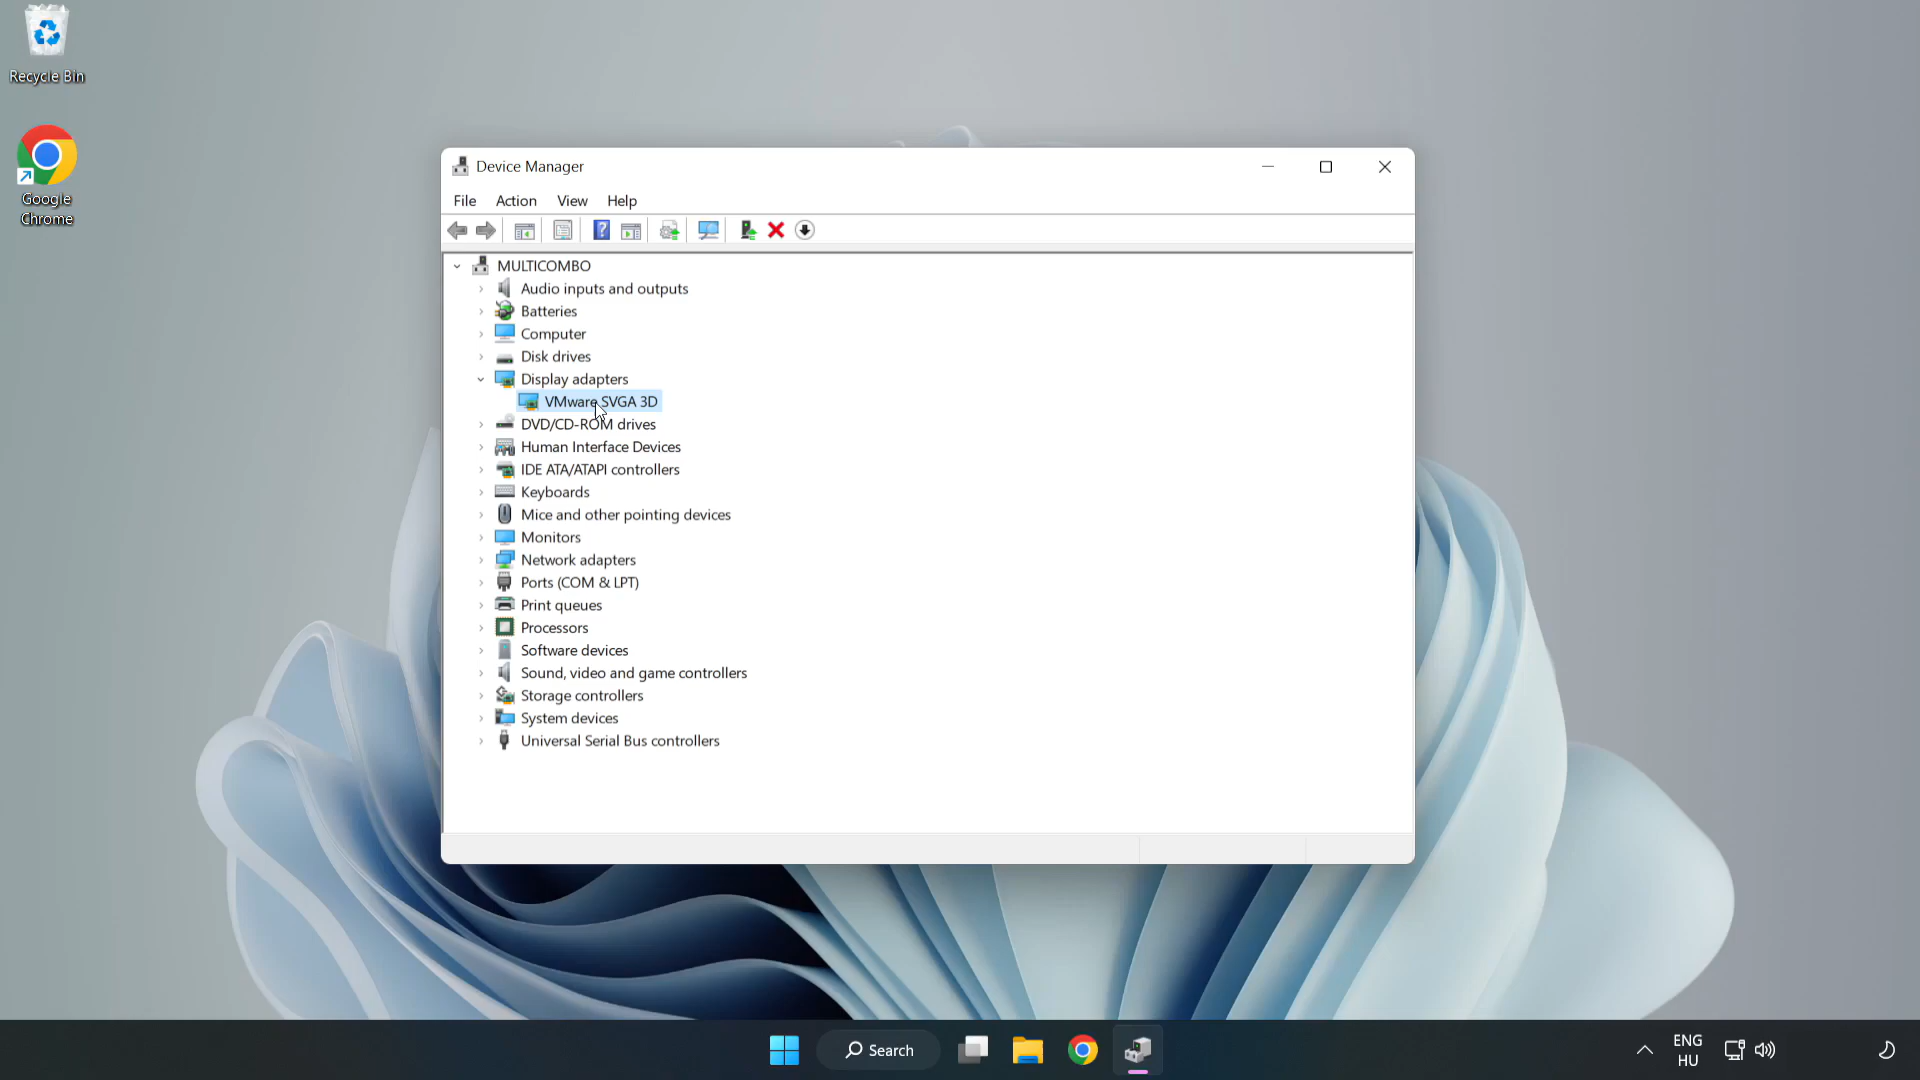 Recycle Bin
Google
Chrome
Device Manager
File Action View Help
MULTICOMBO
Audio inputs and outputs
Batteries
Computer
Disk drives
Display adapters
VMware SVGA 3D
DVD/CD-ROM drives
Human Interface Devices
IDE ATA/ATAPI controllers
Keyboards
Mice and other pointing devices
Monitors
Network adapters
Ports (COM & LPT)
Print queues
Processors
Software devices
Sound, video and game controllers
Storage controllers
System devices
Universal Serial Bus controllers
Search
ENG
HU